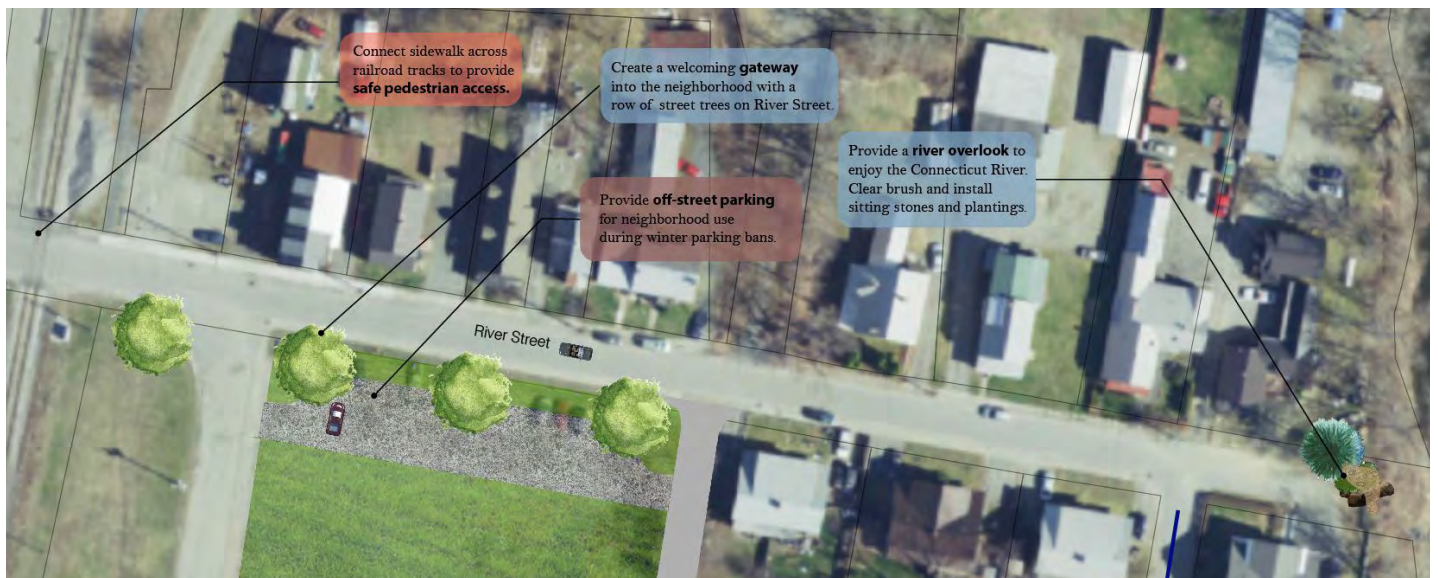 Connect sidewalk across
railroad tracks to provide
safe pedestrian access.
Create a welcoming gateway
into the neighborhood with a
row of street trees on River Street.
Provide a river overlook to
enjoy the Connecticut River.
Clear brush and install
sitting stones and plantings.
Provide off-street parking
for neighborhood use
during winter parking bans.
River Street